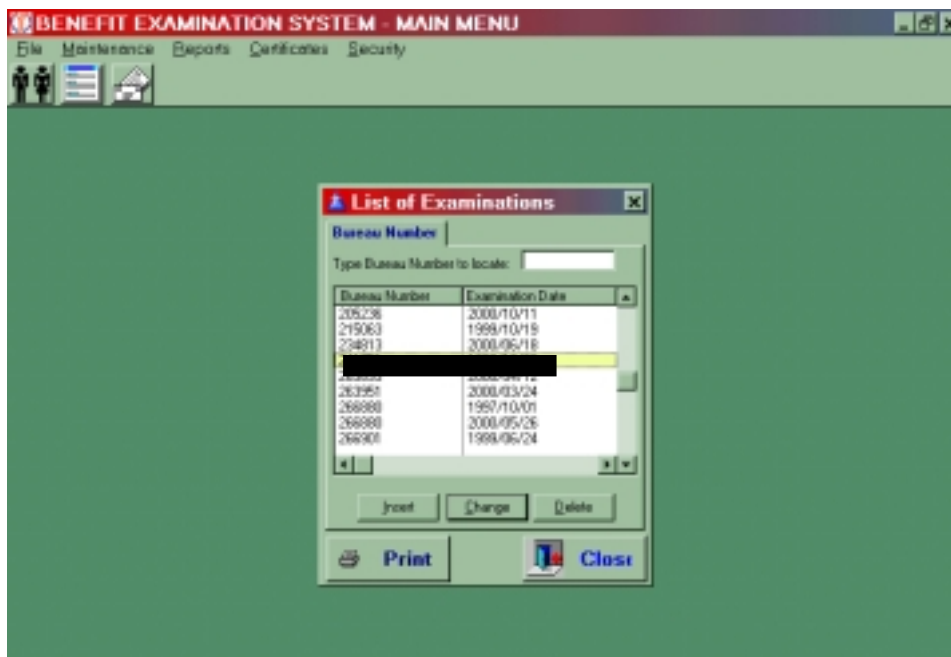 BENEFIT EXAMINATION SYSTEM - MAIN MENU
File Maintenance Reports Certificates Security
List of Examinations
Bureau Number
Type Bureau Number to locate:
Bureau Number Examination Date
205236 2000/10/11
215063 1999/10/19
234813 2000/06/18
263951 2000/03/24
266880 1997/10/01
266880 2000/05/26
266901 1999/06/24
Insert Change Delete
Print Close